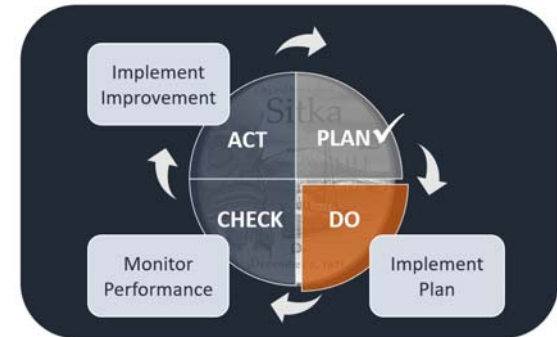 Implement
Improvement
Sitka
ACT
PLAN
CHECK
DO
Monitor
Performance
Implement
Plan